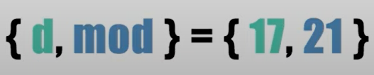 { d, mod } = { 17, 21 }